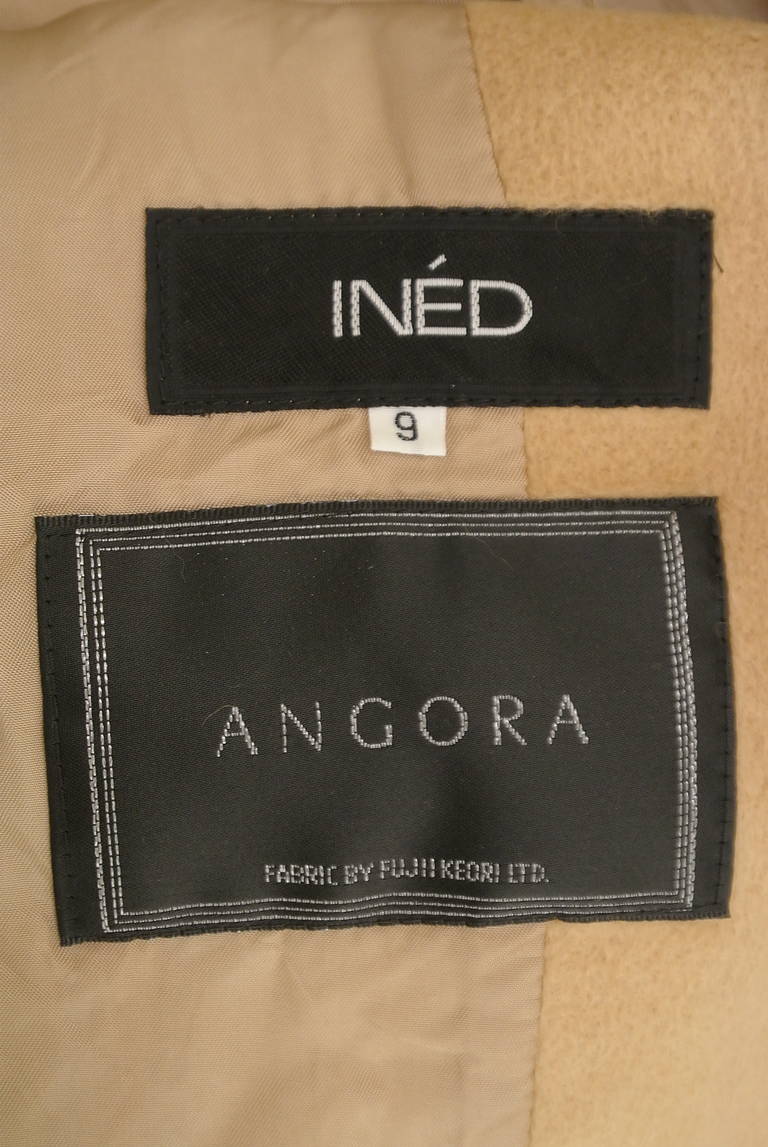 INÉD
9
ANGORA
FABRIC BY FUJII KEORI LTD.